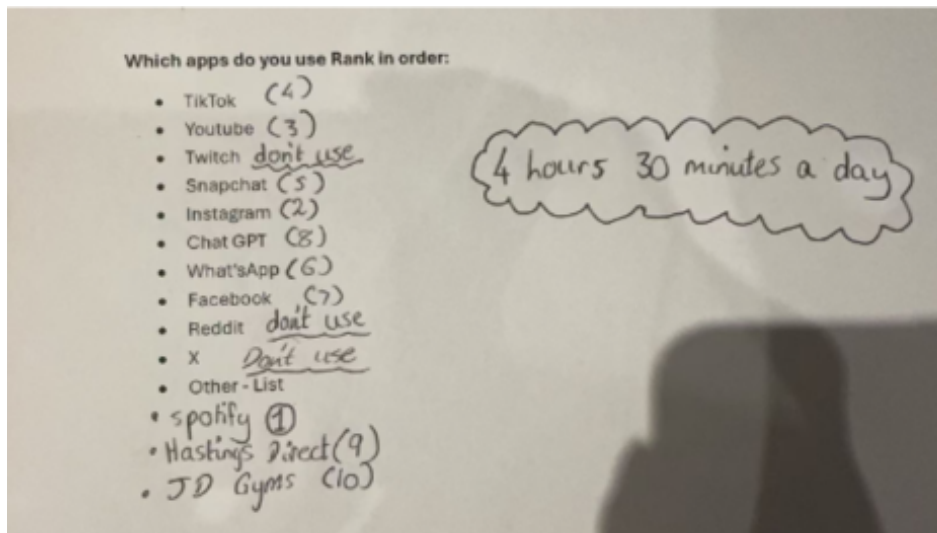 Which apps do you use Rank in order:
• TikTok (4)
• Youtube (3)
• Twitch don't use
• Snapchat (5)
• Instagram (2)
• Chat GPT (8)
• What'sApp (6)
• Facebook (7)
• Reddit don't use
• X Don't use
• Other - List
• spotify ①
• Hastings Direct (9)
• JD Gyms (10)
4 hours 30 minutes a day